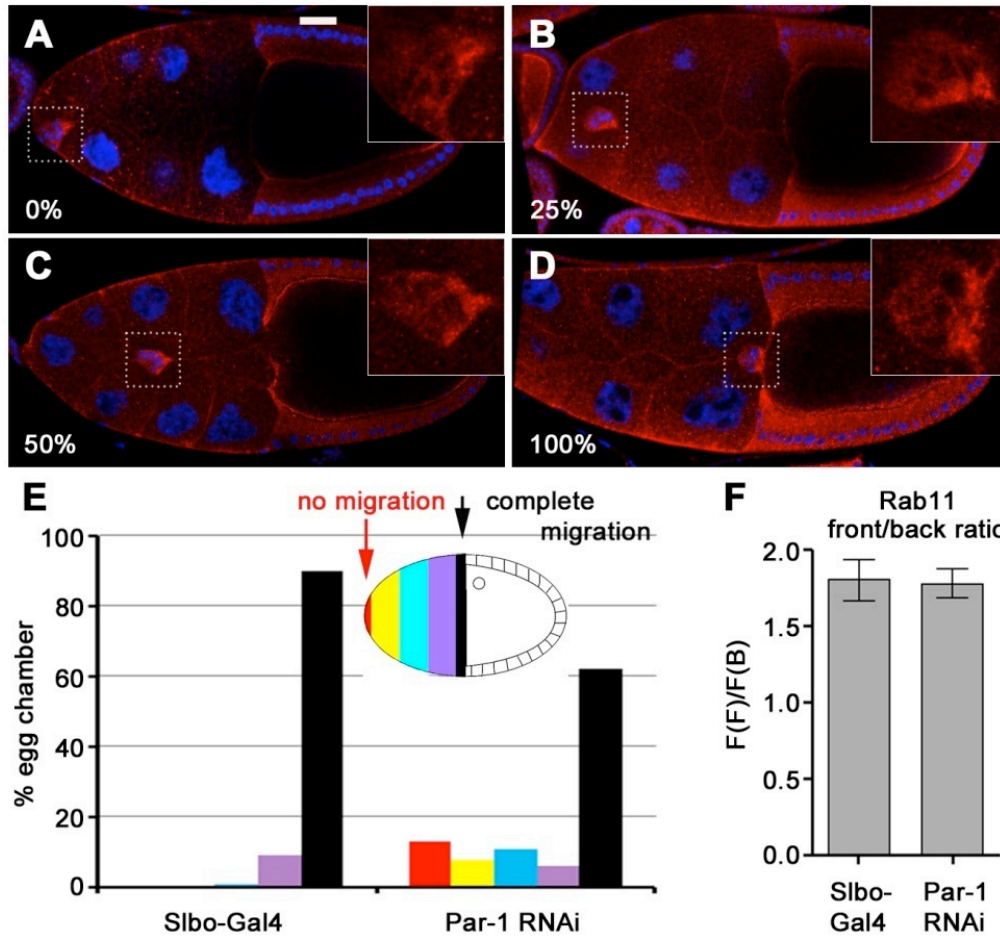 A
0%
B
25%
C
50%
D
100%
E
no migration
complete
migration
100
80
60
40
20
0
% egg chamber
Slbo-Gal4
Par-1 RNAi
F
Rab11
front/back ratio
2.0
1.5
1.0
0.5
0.0
F(F)/F(B)
Slbo-
Gal4
Par-1
RNAi